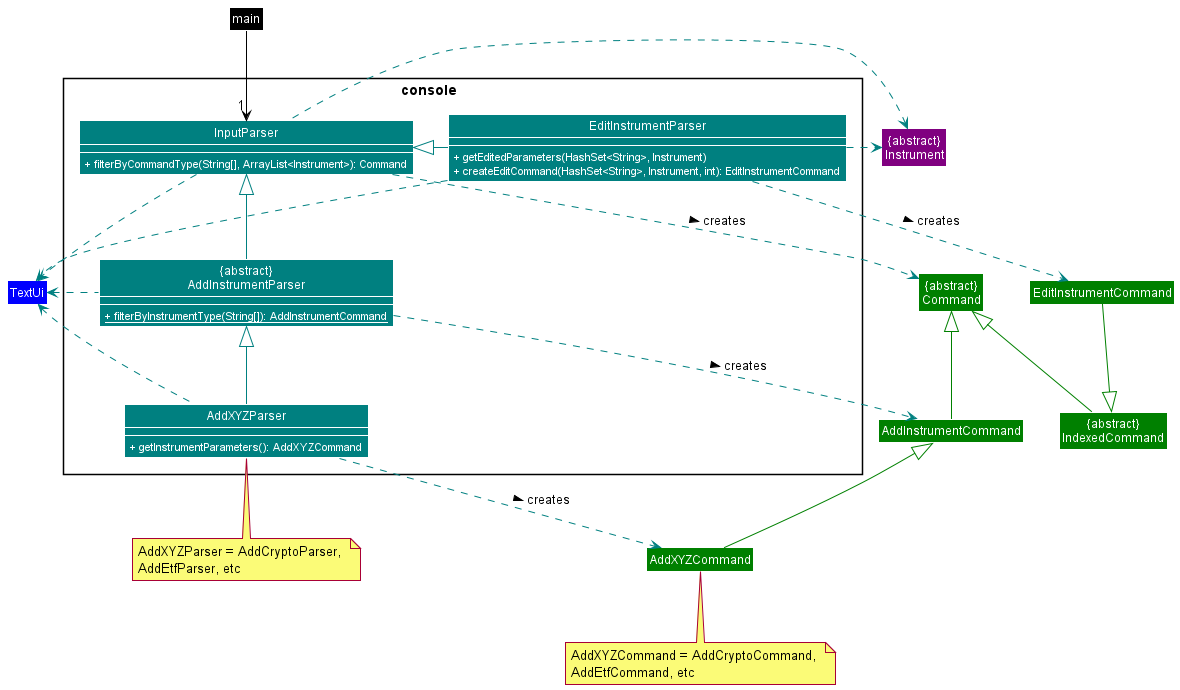 main
1
console
InputParser
+ filterByCommandType(String[], ArrayList<Instrument>): Command
EditInstrumentParser
+ getEditedParameters(HashSet<String>, Instrument)
+ createEditCommand(HashSet<String>, Instrument, int): EditInstrumentCommand
{abstract}
Instrument
creates
creates
{abstract}
AddInstrumentParser
+ filterByInstrumentType(String[]): AddInstrumentCommand
TextUi
{abstract}
Command
EditInstrumentCommand
creates
AddXYZParser
+ getInstrumentParameters(): AddXYZCommand
AddInstrumentCommand
{abstract}
IndexedCommand
creates
AddXYZParser = AddCryptoParser,
AddEtfParser, etc
AddXYZCommand
AddXYZCommand = AddCryptoCommand,
AddEtfCommand, etc